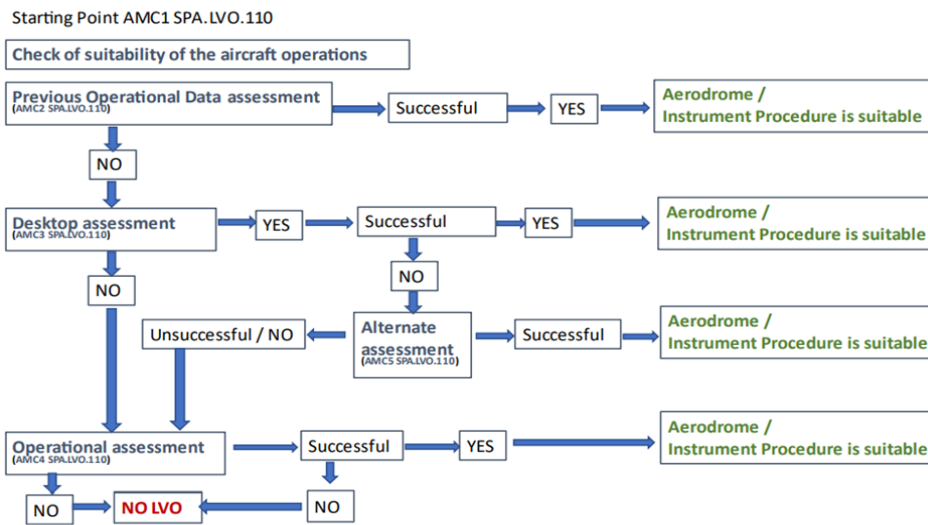 Starting Point AMC1 SPA.LVO.110
Check of suitability of the aircraft operations
Previous Operational Data assessment
(AMC2 SPA.LVO.110)
Successful
YES
Aerodrome /
Instrument Procedure is suitable
NO
Desktop assessment
(AMC3 SPA.LVO.110)
YES
Successful
YES
Aerodrome /
Instrument Procedure is suitable
NO
NO
Unsuccessful / NO
Alternate
assessment
(AMC5 SPA.LVO.110)
Successful
Aerodrome /
Instrument Procedure is suitable
Operational assessment
(AMC4 SPA.LVO.110)
Successful
YES
Aerodrome /
Instrument Procedure is suitable
NO
NO LVO
NO